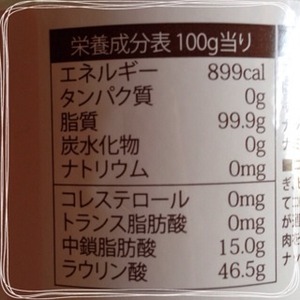 栄養成分表 100g当り
エネルギー 899cal
タンパク質 0g
脂質 99.9g
炭水化物 0g
ナトリウム 0mg
コレステロール 0mg
トランス脂肪酸 0mg
中鎖脂肪酸 15.0g
ラウリン酸 46.5g